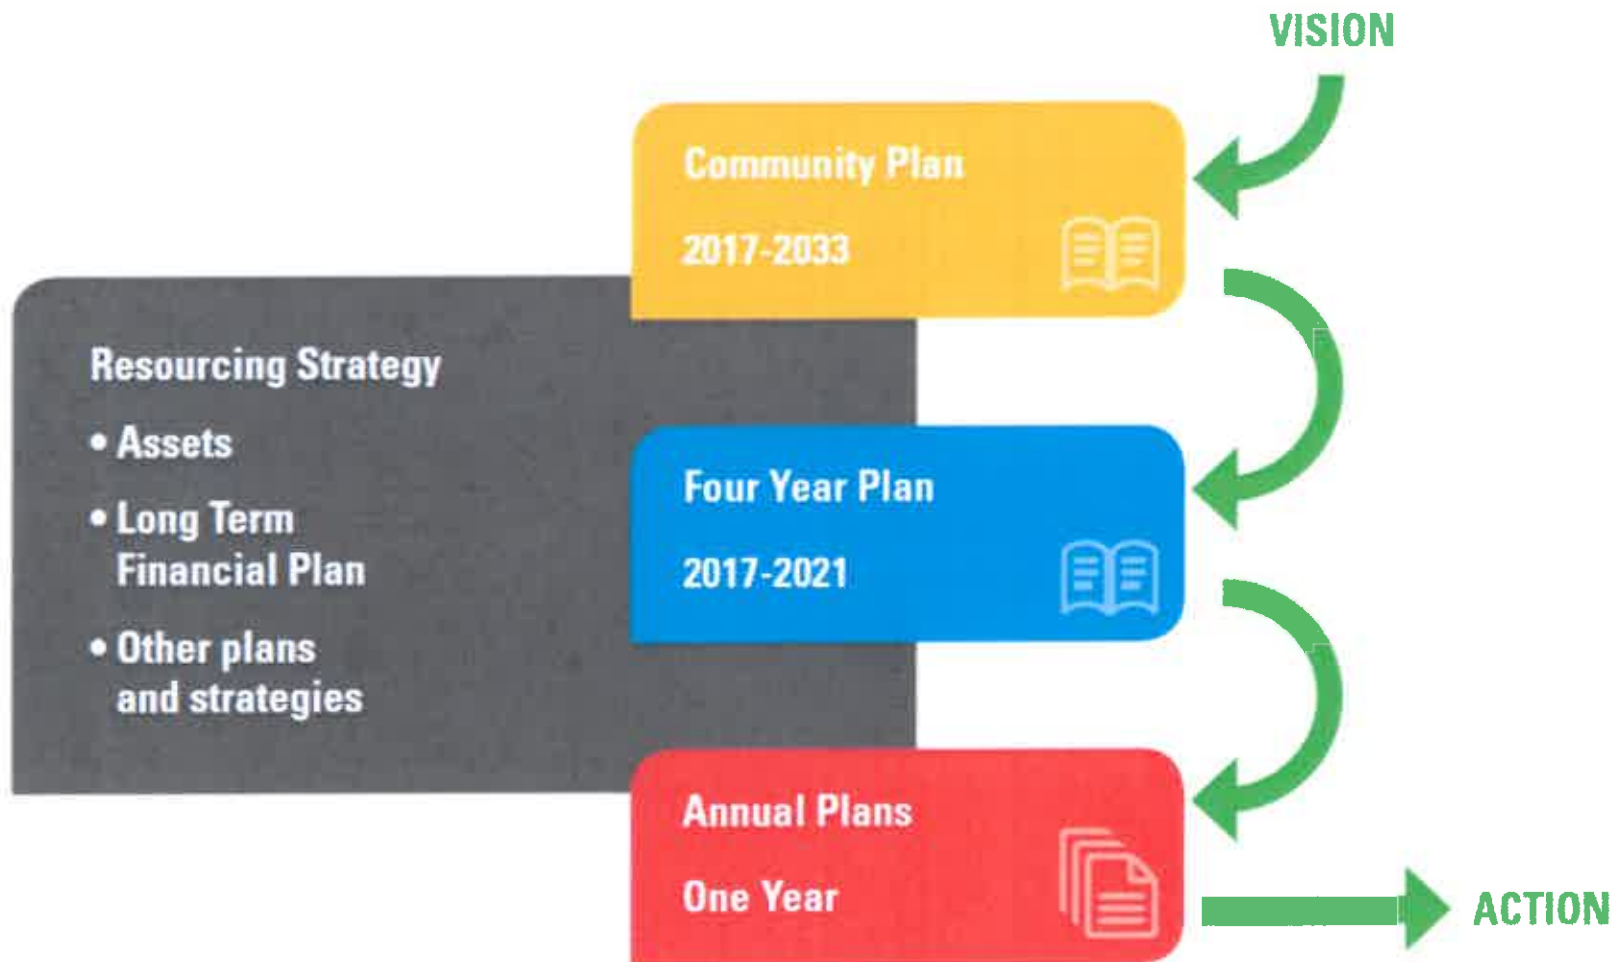 VISION
Community Plan
2017-2033
Resourcing Strategy
• Assets
• Long Term
Financial Plan
• Other plans
and strategies
Four Year Plan
2017-2021
Annual Plans
One Year
ACTION